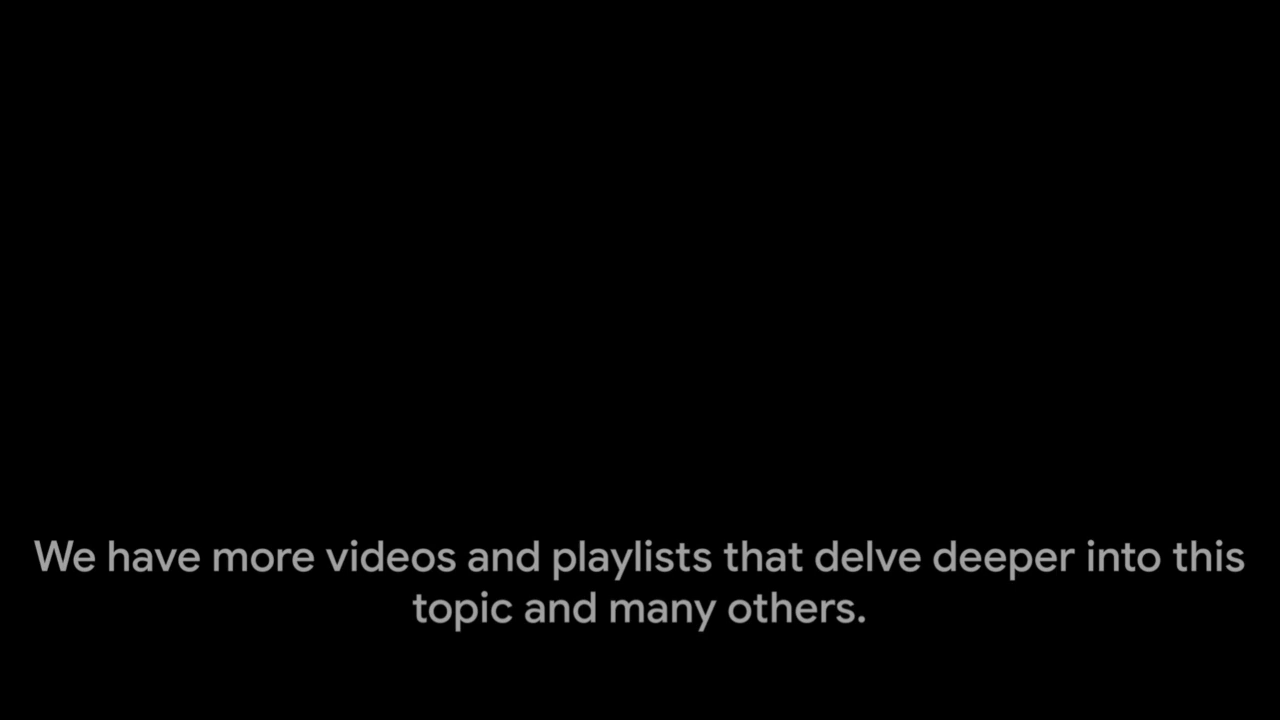 We have more videos and playlists that delve deeper into this
topic and many others.